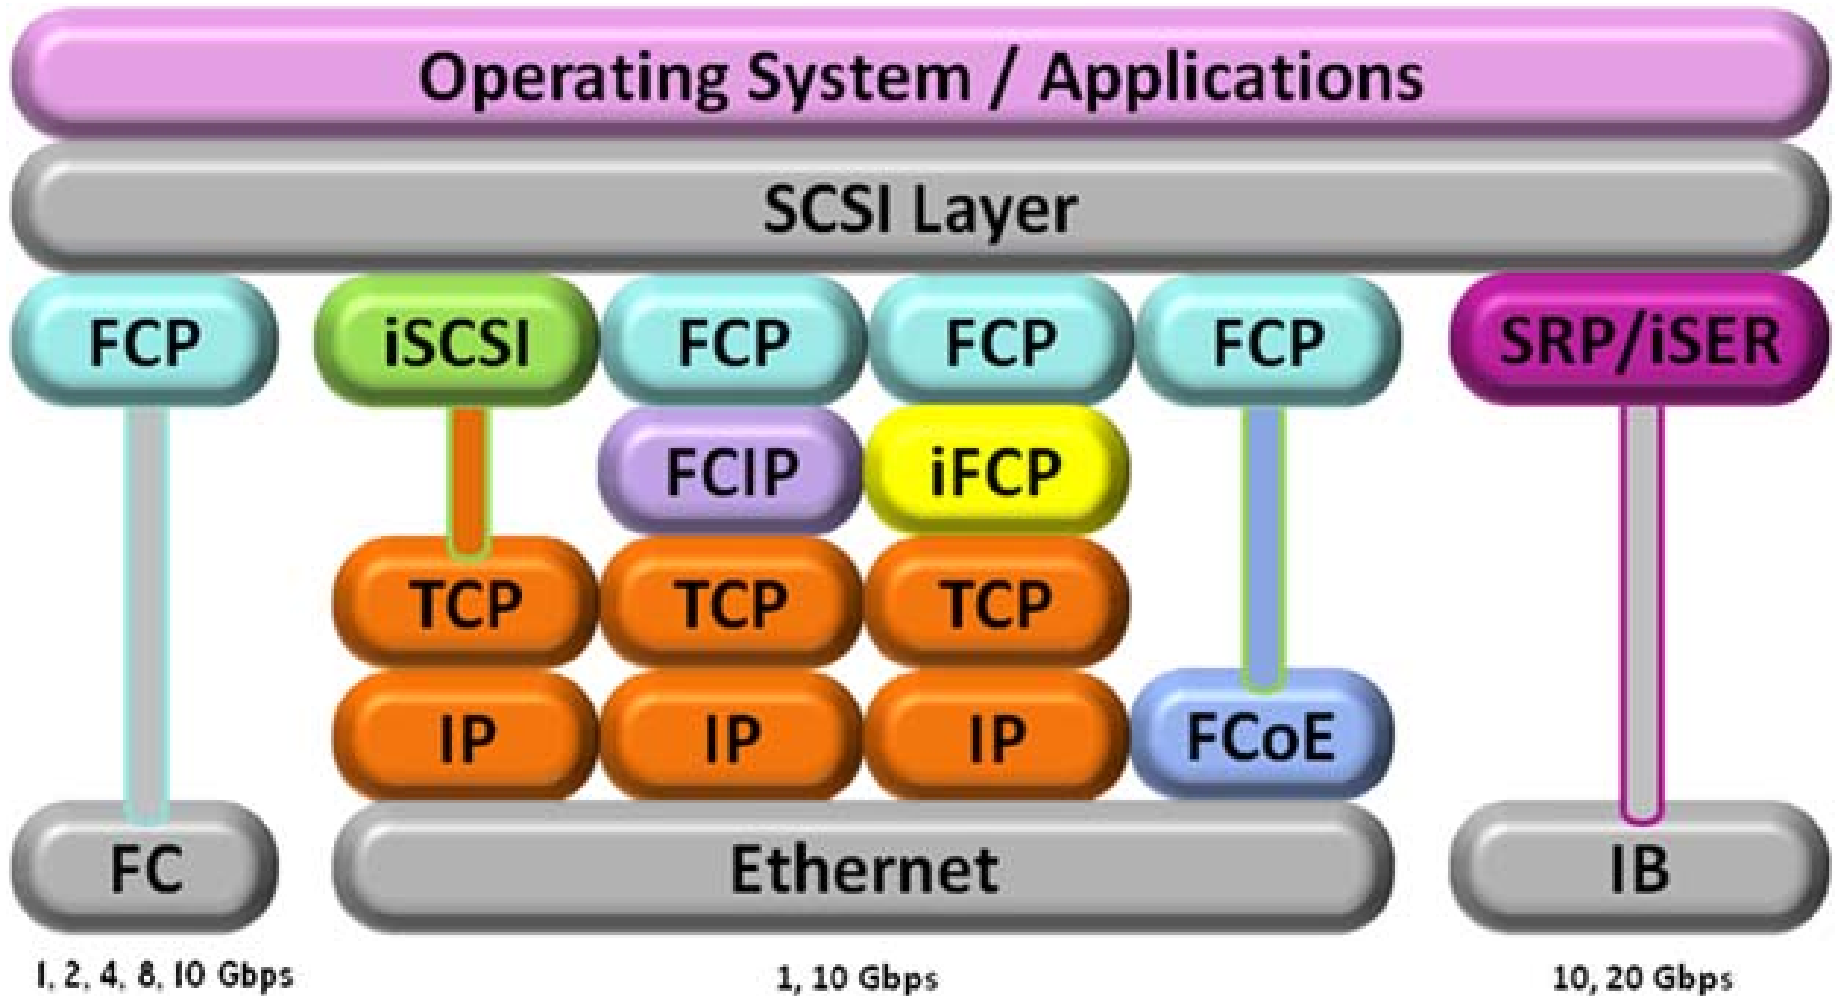 Operating System / Applications
SCSI Layer
FCP iSCSI FCP FCP FCP SRP/iSER
FCIP iFCP
TCP TCP TCP
IP IP IP FCoE
FC Ethernet IB
1, 2, 4, 8, 10 Gbps 1, 10 Gbps 10, 20 Gbps